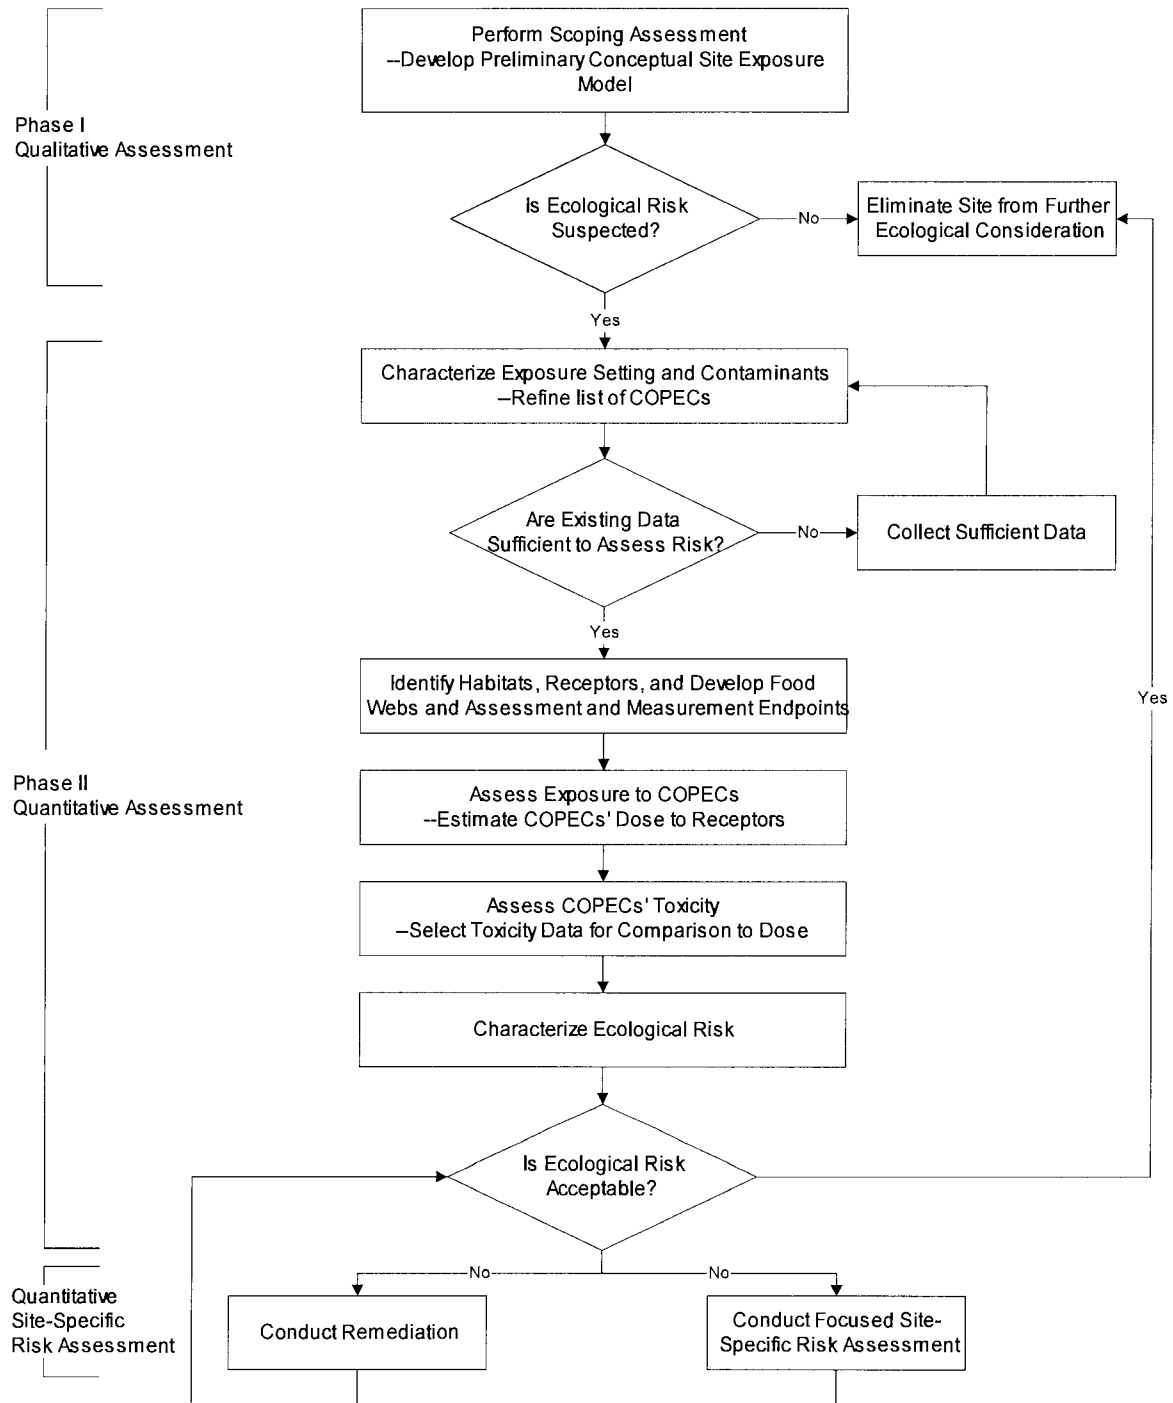 Perform Scoping Assessment
--Develop Preliminary Conceptual Site Exposure
Model
Phase I
Qualitative Assessment
Is Ecological Risk
Suspected?
No
Eliminate Site from Further
Ecological Consideration
Yes
Characterize Exposure Setting and Contaminants
--Refine list of COPECs
Are Existing Data
Sufficient to Assess Risk?
No
Collect Sufficient Data
Yes
Identify Habitats, Receptors, and Develop Food
Webs and Assessment and Measurement Endpoints
Yes
Phase II
Quantitative Assessment
Assess Exposure to COPECs
--Estimate COPECs' Dose to Receptors
Assess COPECs' Toxicity
--Select Toxicity Data for Comparison to Dose
Characterize Ecological Risk
Is Ecological Risk
Acceptable?
No
No
Quantitative
Site-Specific
Risk Assessment
Conduct Remediation
Conduct Focused Site-
Specific Risk Assessment